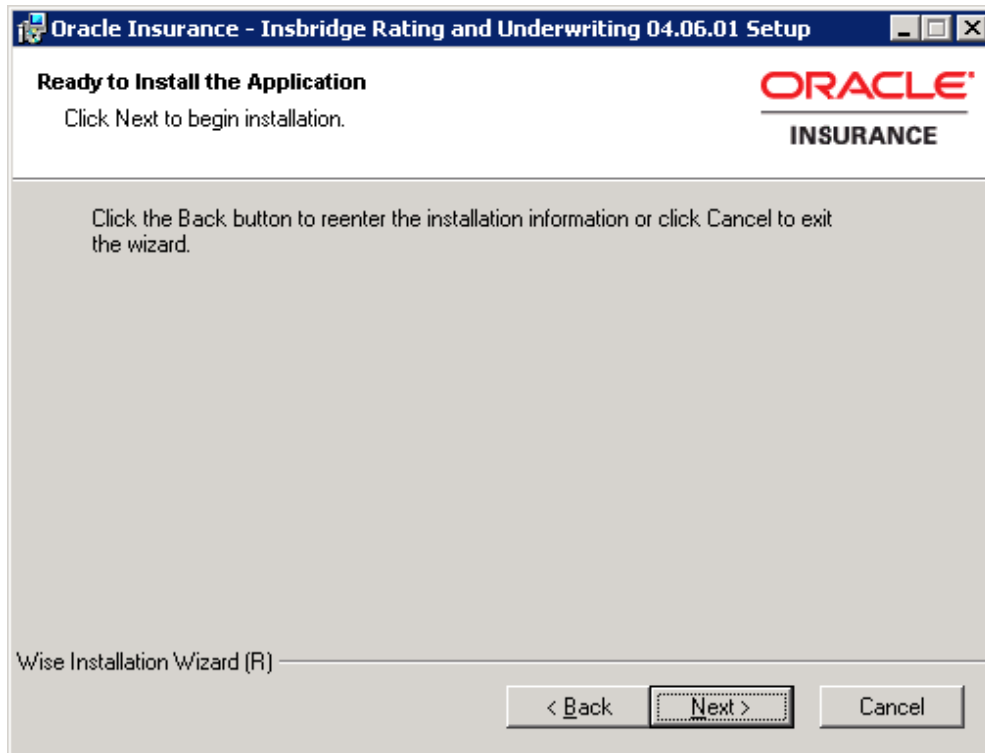 Oracle Insurance - Insbridge Rating and Underwriting 04.06.01 Setup
Ready to Install the Application
Click Next to begin installation.
ORACLE
INSURANCE
Click the Back button to reenter the installation information or click Cancel to exit
the wizard.
Wise Installation Wizard (R)
< Back
Next >
Cancel